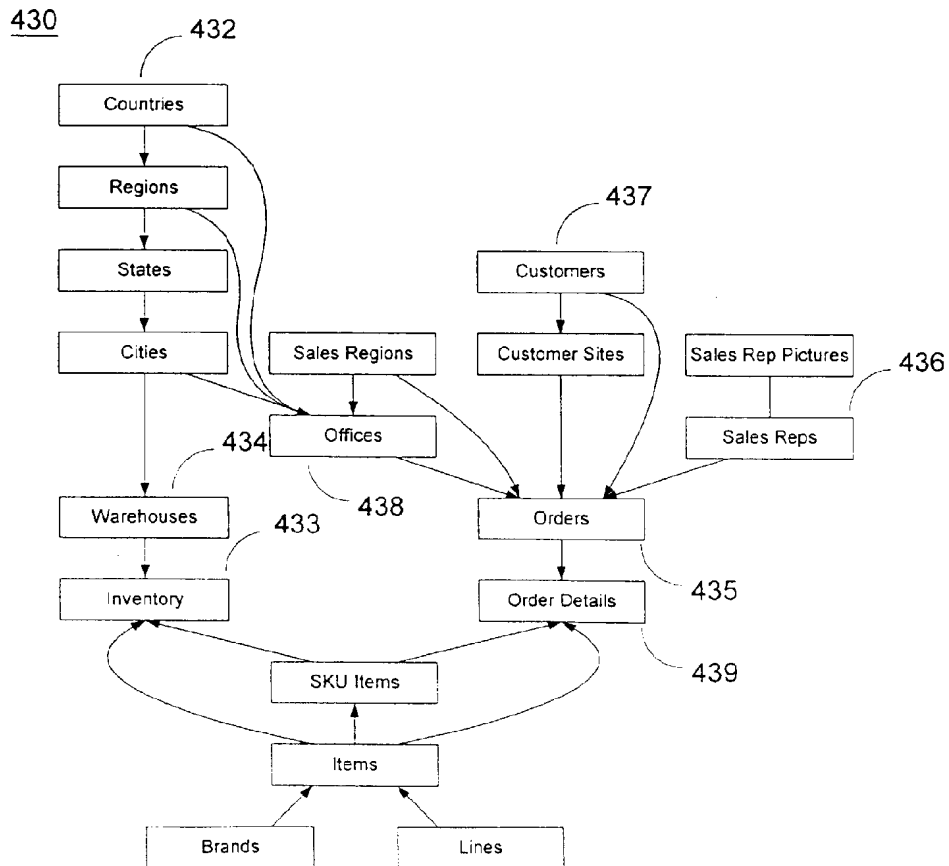 430
432
Countries
Regions
437
States
Customers
Cities
Sales Regions
Customer Sites
Sales Rep Pictures
436
434
Offices
Sales Reps
438
Warehouses
433
Orders
435
Inventory
Order Details
439
SKU Items
Items
Brands
Lines